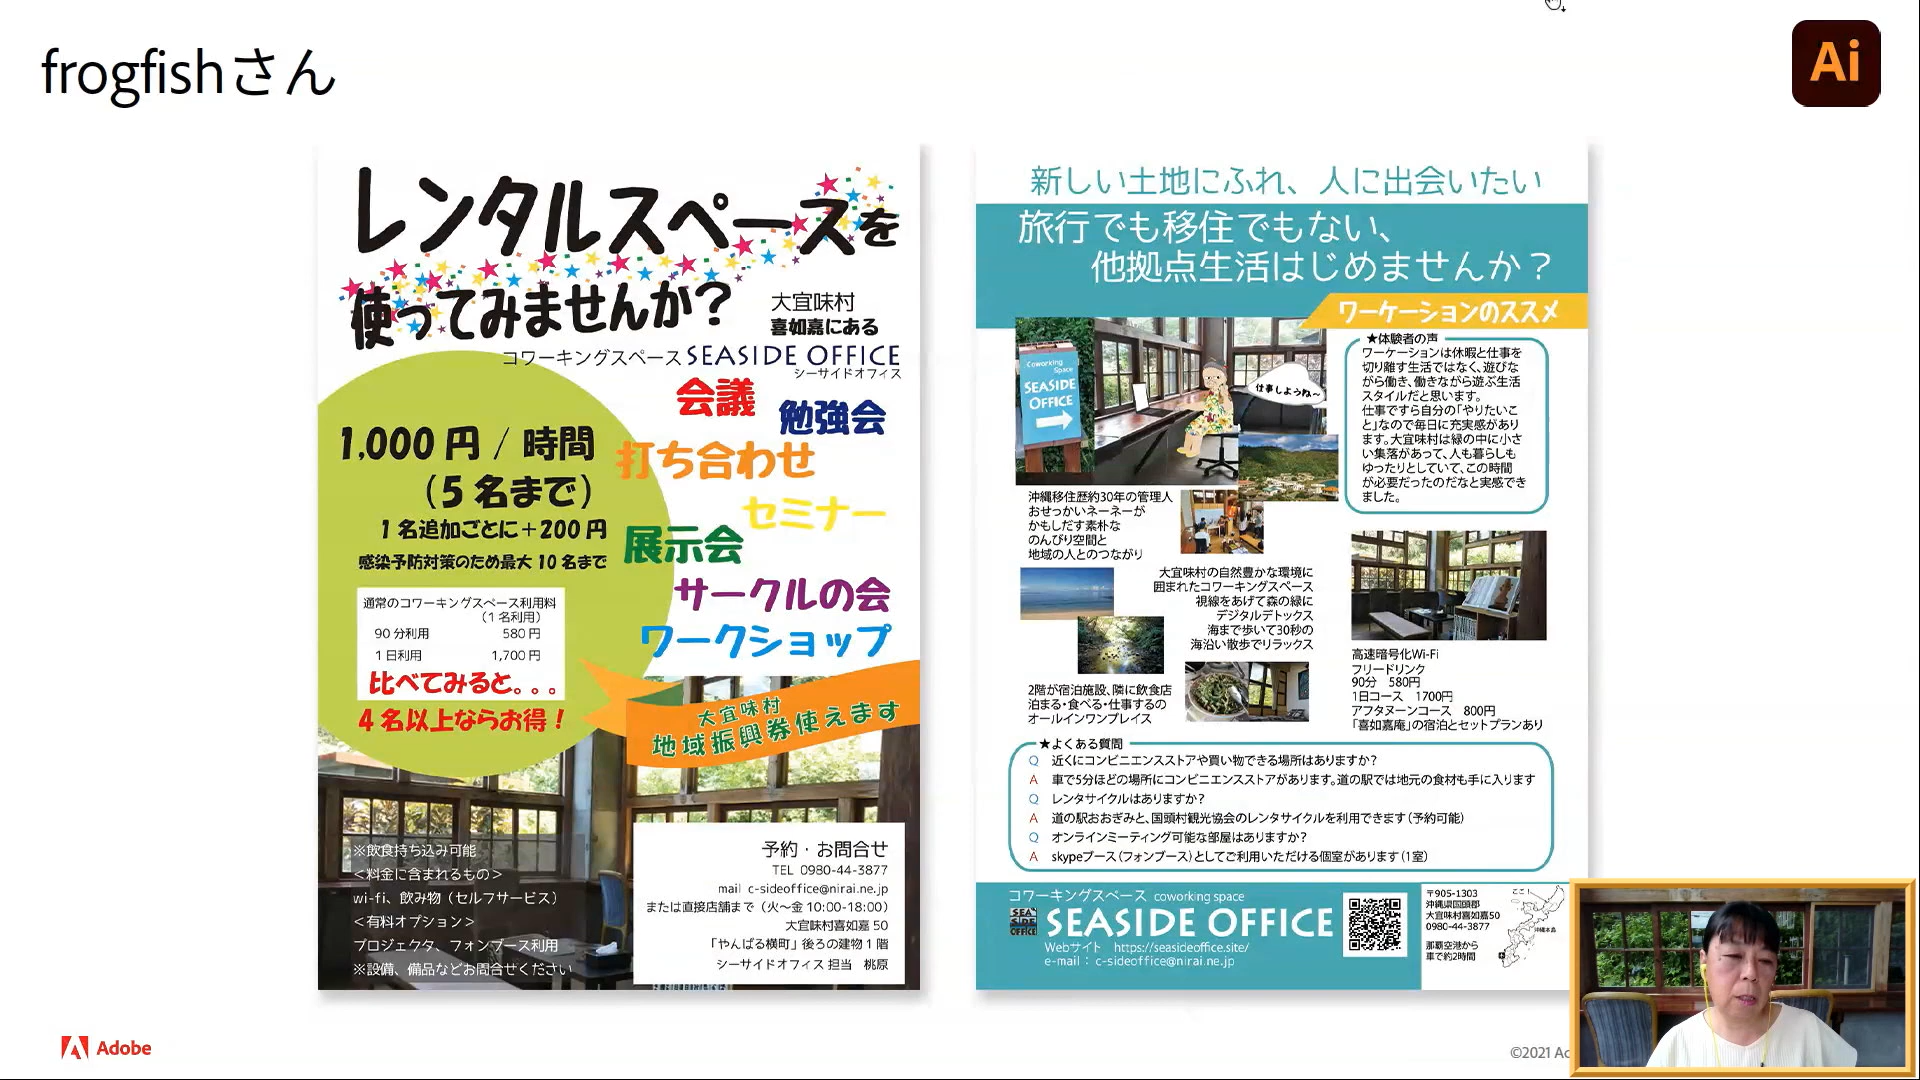 frogfishさん
Ai
レンタルスペースを
使ってみませんか?
大宜味村
喜如嘉にある
コワーキングスペース SEASIDE OFFICE
シーサイドオフィス
会議
勉強会
打ち合わせ
セミナー
展示会
サークルの会
ワークショップ
1,000 円 / 時間
(5 名まで)
1 名追加ごとに+200 円
感染予防対策のため最大 10 名まで
通常のコワーキングスペース利用料
(1 名利用)
90 分利用 580 円
1 日利用 1,700 円
比べてみると。。。
4 名以上ならお得!
大宜味村
地域振興券使えます
※飲食持ち込み可能
<料金に含まれるもの>
wi-fi、飲み物(セルフサービス)
<有料オプション>
プロジェクタ、フォンブース利用
※設備、備品などお問合せください
予約・お問合せ
TEL 0980-44-3877
mail c-sideoffice@nirai.ne.jp
または直接店舗まで(火〜金 10:00-18:00)
大宜味村喜如嘉 50
「やんばる横町」後ろの建物 1 階
シーサイドオフィス 担当 桃原
新しい土地にふれ、人に出会いたい
旅行でも移住でもない、
他拠点生活はじめませんか?
ワーケーションのススメ
Coworking
Space
SEASIDE
OFFICE
仕事しようね〜
★体験者の声
ワーケーションは休暇と仕事を
切り離す生活ではなく、遊びな
がら働き、働きながら遊ぶ生活
スタイルだと思います。
仕事ですら自分の「やりたいこ
と」なので毎日に充実感があり
ます。大宜味村は緑の中に小さ
い集落があって、人も暮らしも
ゆったりとしていて、この時間
が必要だったのだなと実感でき
ました。
沖縄移住歴約30年の管理人
おせっかいネーネーが
かもしだす素朴な
のんびり空間と
地域の人とのつながり
大宜味村の自然豊かな環境に
囲まれたコワーキングスペース
視線をあげて森の緑に
デジタルデトックス
海まで歩いて30秒の
海沿い散歩でリラックス
2階が宿泊施設、隣に飲食店
泊まる・食べる・仕事するの
オールインワンプレイス
高速暗号化Wi-Fi
フリードリンク
90分 580円
1日コース 1700円
アフタヌーンコース 800円
「喜如嘉庵」の宿泊とセットプランあり
★よくある質問
Q 近くにコンビニエンスストアや買い物できる場所はありますか?
A 車で5分ほどの場所にコンビニエンスストアがあります。道の駅では地元の食材も手に入ります
Q レンタサイクルはありますか?
A 道の駅おおぎみと、国頭村観光協会のレンタサイクルを利用できます(予約可能)
Q オンラインミーティング可能な部屋はありますか?
A skypeブース(フォンブース)としてご利用いただける個室があります(1室)
コワーキングスペース coworking space
SEA
SIDE
OFFICE
SEASIDE OFFICE
Webサイト https://seasideoffice.site/
e-mail : c-sideoffice@nirai.ne.jp
〒905-1303
沖縄県国頭郡
大宜味村喜如嘉50
0980-44-3877
那覇空港から
車で約2時間
ここ!
沖縄本島
Adobe
©2021